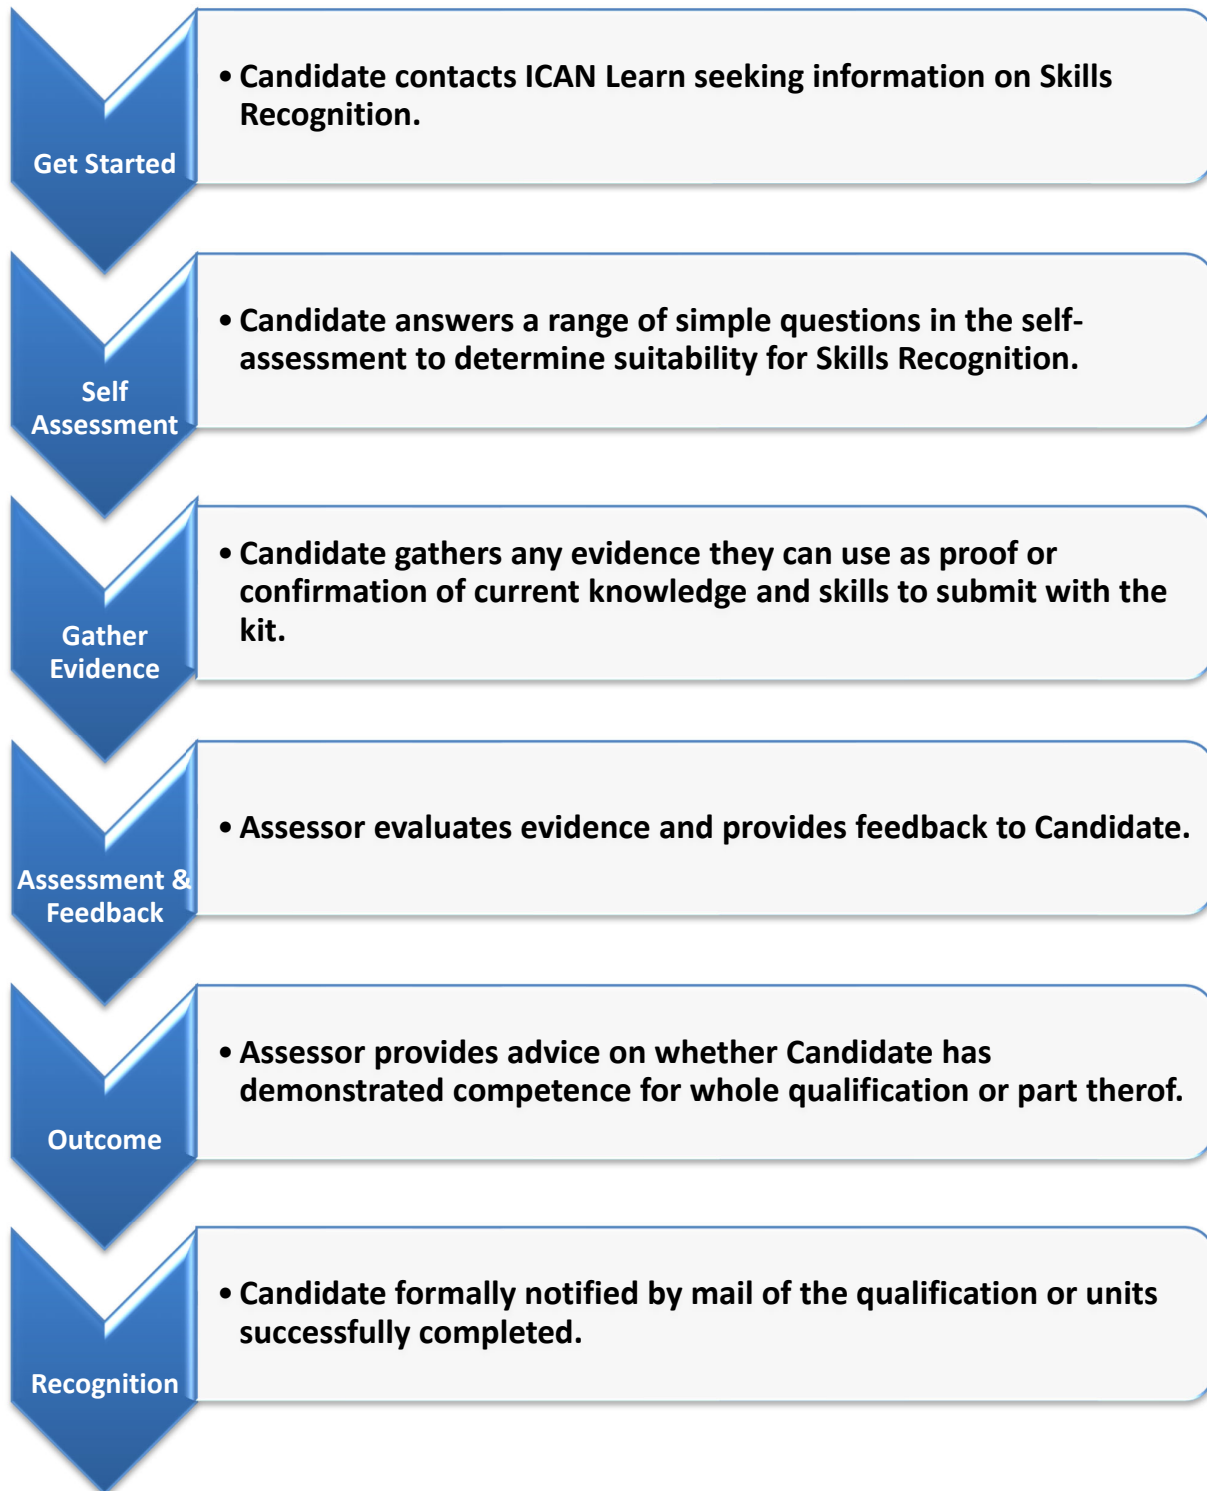 Get Started
• Candidate contacts ICAN Learn seeking information on Skills
Recognition.
Self
Assessment
• Candidate answers a range of simple questions in the self-
assessment to determine suitability for Skills Recognition.
Gather
Evidence
• Candidate gathers any evidence they can use as proof or
confirmation of current knowledge and skills to submit with the
kit.
Assessment &
Feedback
• Assessor evaluates evidence and provides feedback to Candidate.
Outcome
• Assessor provides advice on whether Candidate has
demonstrated competence for whole qualification or part therof.
Recognition
• Candidate formally notified by mail of the qualification or units
successfully completed.